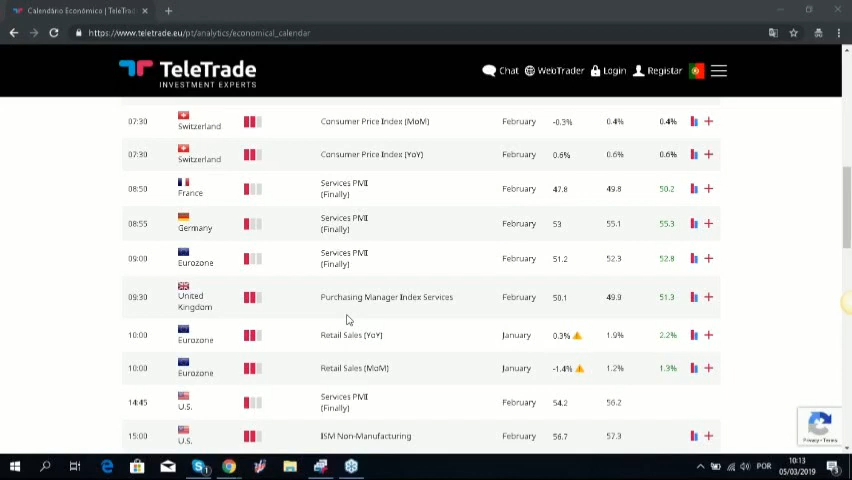 Calendário Económico | TeleTrad
https://www.teletrade.eu/pt/analytics/economical_calendar
TeleTrade
INVESTMENT EXPERTS
Chat WebTrader Login Registar
07:30 Switzerland Consumer Price Index (MoM) February -0.3% 0.4% 0.4%
07:30 Switzerland Consumer Price Index (YoY) February 0.6% 0.6% 0.6%
08:50 France Services PMI (Finally) February 47.8 49.8 50.2
08:55 Germany Services PMI (Finally) February 53 55.1 55.3
09:00 Eurozone Services PMI (Finally) February 51.2 52.3 52.8
09:30 United Kingdom Purchasing Manager Index Services February 50.1 49.9 51.3
10:00 Eurozone Retail Sales (YoY) January 0.3% 1.9% 2.2%
10:00 Eurozone Retail Sales (MoM) January -1.4% 1.2% 1.3%
14:45 U.S. Services PMI (Finally) February 54.2 56.2
15:00 U.S. ISM Non-Manufacturing February 56.7 57.3
Privacy - Terms
POR 10:13
05/03/2019